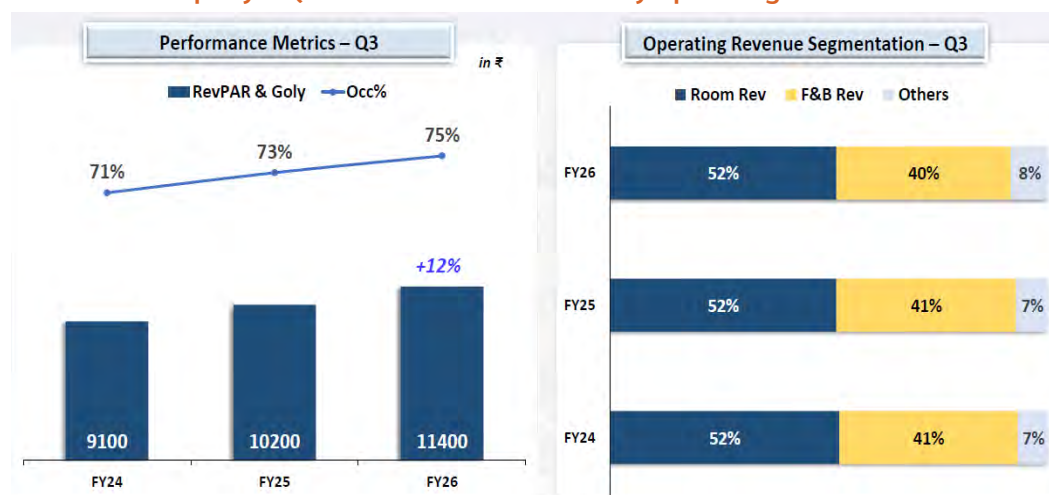 Performance Metrics – Q3
in ₹
RevPAR & Goly Occ%
71%
73%
75%
+12%
9100
10200
11400
FY24
FY25
FY26
Operating Revenue Segmentation – Q3
Room Rev F&B Rev Others
FY26 52% 40% 8%
FY25 52% 41% 7%
FY24 52% 41% 7%